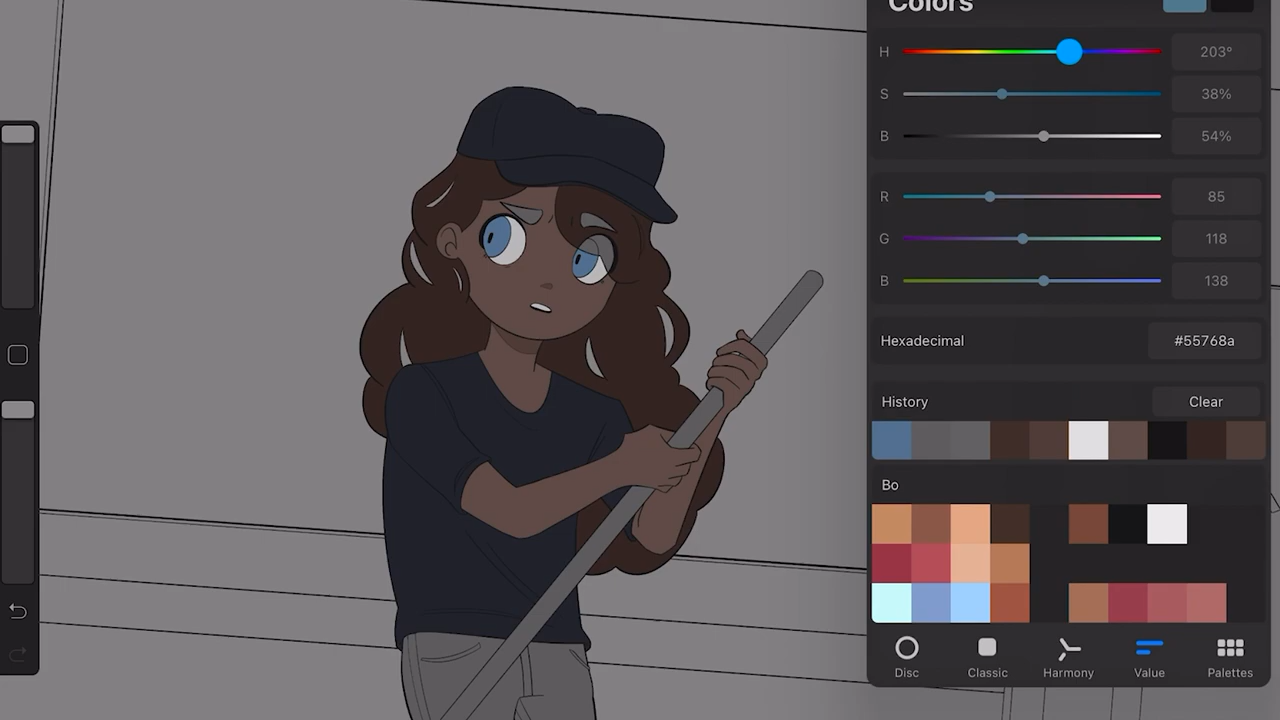 Colors
H 203°
S 38%
B 54%
R 85
G 118
B 138
Hexadecimal #55768a
History Clear
Bo
Disc Classic Harmony Value Palettes